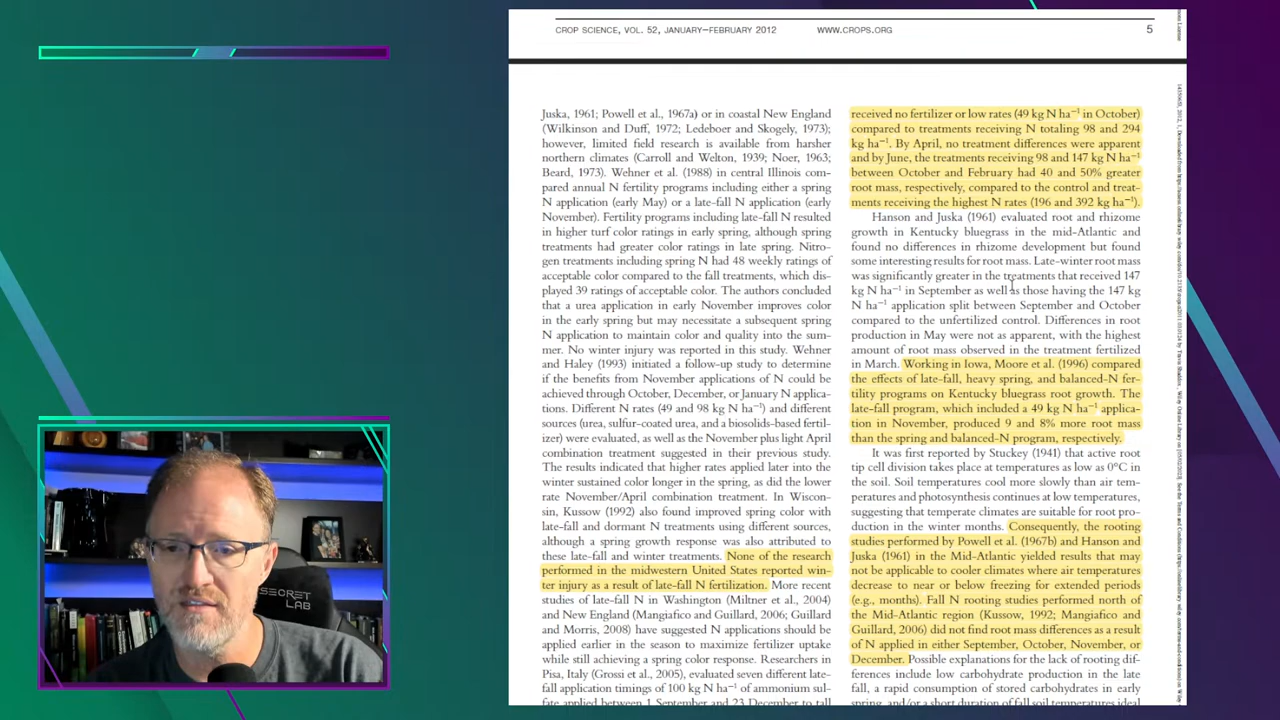 CROP SCIENCE, VOL. 52, JANUARY–FEBRUARY 2012 WWW.CROPS.ORG 5
Juska, 1961; Powell et al., 1967a) or in coastal New England
(Wilkinson and Duff, 1972; Ledeboer and Skogely, 1973);
however, limited field research is available from harsher
northern climates (Carroll and Welton, 1939; Noer, 1963;
Beard, 1973). Wehner et al. (1988) in central Illinois com-
pared annual N fertility programs including either a spring
N application (early May) or a late-fall N application (early
November). Fertility programs including late-fall N resulted
in higher turf color ratings in early spring, although spring
treatments had greater color ratings in late spring. Nitro-
gen treatments including spring N had 48 weekly ratings of
acceptable color compared to the fall treatments, which dis-
played 39 ratings of acceptable color. The authors concluded
that a urea application in early November improves color
in the early spring but may necessitate a subsequent spring
N application to maintain color and quality into the sum-
mer. No winter injury was reported in this study. Wehner
and Haley (1993) initiated a follow-up study to determine
if the benefits from November applications of N could be
achieved through October, December, or January N applica-
tions. Different N rates (49 and 98 kg N ha⁻¹) and different
sources (urea, sulfur-coated urea, and a biosolids-based fertil-
izer) were evaluated, as well as the November plus light April
combination treatment suggested in their previous study.
The results indicated that higher rates applied later into the
winter sustained color longer in the spring, as did the lower
rate November/April combination treatment. In Wiscon-
sin, Kussow (1992) also found improved spring color with
late-fall and dormant N treatments using different sources,
although a spring growth response was also attributed to
these late-fall and winter treatments. None of the research
performed in the midwestern United States reported win-
ter injury as a result of late-fall N fertilization. More recent
studies of late-fall N in Washington (Miltner et al., 2004)
and New England (Mangiafico and Guillard, 2006; Guillard
and Morris, 2008) have suggested N applications should be
applied earlier in the season to maximize fertilizer uptake
while still achieving a spring color response. Researchers in
Pisa, Italy (Grossi et al., 2005), evaluated seven different late-
fall application timings of 100 kg N ha⁻¹ of ammonium sul-
fate applied between 1 September and 23 December to tall
received no fertilizer or low rates (49 kg N ha⁻¹ in October)
compared to treatments receiving N totaling 98 and 294
kg ha⁻¹. By April, no treatment differences were apparent
and by June, the treatments receiving 98 and 147 kg N ha⁻¹
between October and February had 40 and 50% greater
root mass, respectively, compared to the control and treat-
ments receiving the highest N rates (196 and 392 kg ha⁻¹).
Hanson and Juska (1961) evaluated root and rhizome
growth in Kentucky bluegrass in the mid-Atlantic and
found no differences in rhizome development but found
some interesting results for root mass. Late-winter root mass
was significantly greater in the treatments that received 147
kg N ha⁻¹ in September as well as those having the 147 kg
N ha⁻¹ application split between September and October
compared to the unfertilized control. Differences in root
production in May were not as apparent, with the highest
amount of root mass observed in the treatment fertilized
in March. Working in Iowa, Moore et al. (1996) compared
the effects of late-fall, heavy spring, and balanced-N fer-
tility programs on Kentucky bluegrass root growth. The
late-fall program, which included a 49 kg N ha⁻¹ applica-
tion in November, produced 9 and 8% more root mass
than the spring and balanced-N program, respectively.
It was first reported by Stuckey (1941) that active root
tip cell division takes place at temperatures as low as 0°C in
the soil. Soil temperatures cool more slowly than air tem-
peratures and photosynthesis continues at low temperatures,
suggesting that temperate climates are suitable for root pro-
duction in the winter months. Consequently, the rooting
studies performed by Powell et al. (1967b) and Hanson and
Juska (1961) in the Mid-Atlantic yielded results that may
not be applicable to cooler climates where air temperatures
decrease to near or below freezing for extended periods
(e.g., months). Fall N rooting studies performed north of
the Mid-Atlantic region (Kussow, 1992; Mangiafico and
Guillard, 2006) did not find root mass differences as a result
of N applied in either September, October, November, or
December. Possible explanations for the lack of rooting dif-
ferences include low carbohydrate production in the late
fall, a rapid consumption of stored carbohydrates in early
spring, and/or a short duration of fall soil temperatures ideal
SECRET
LAB